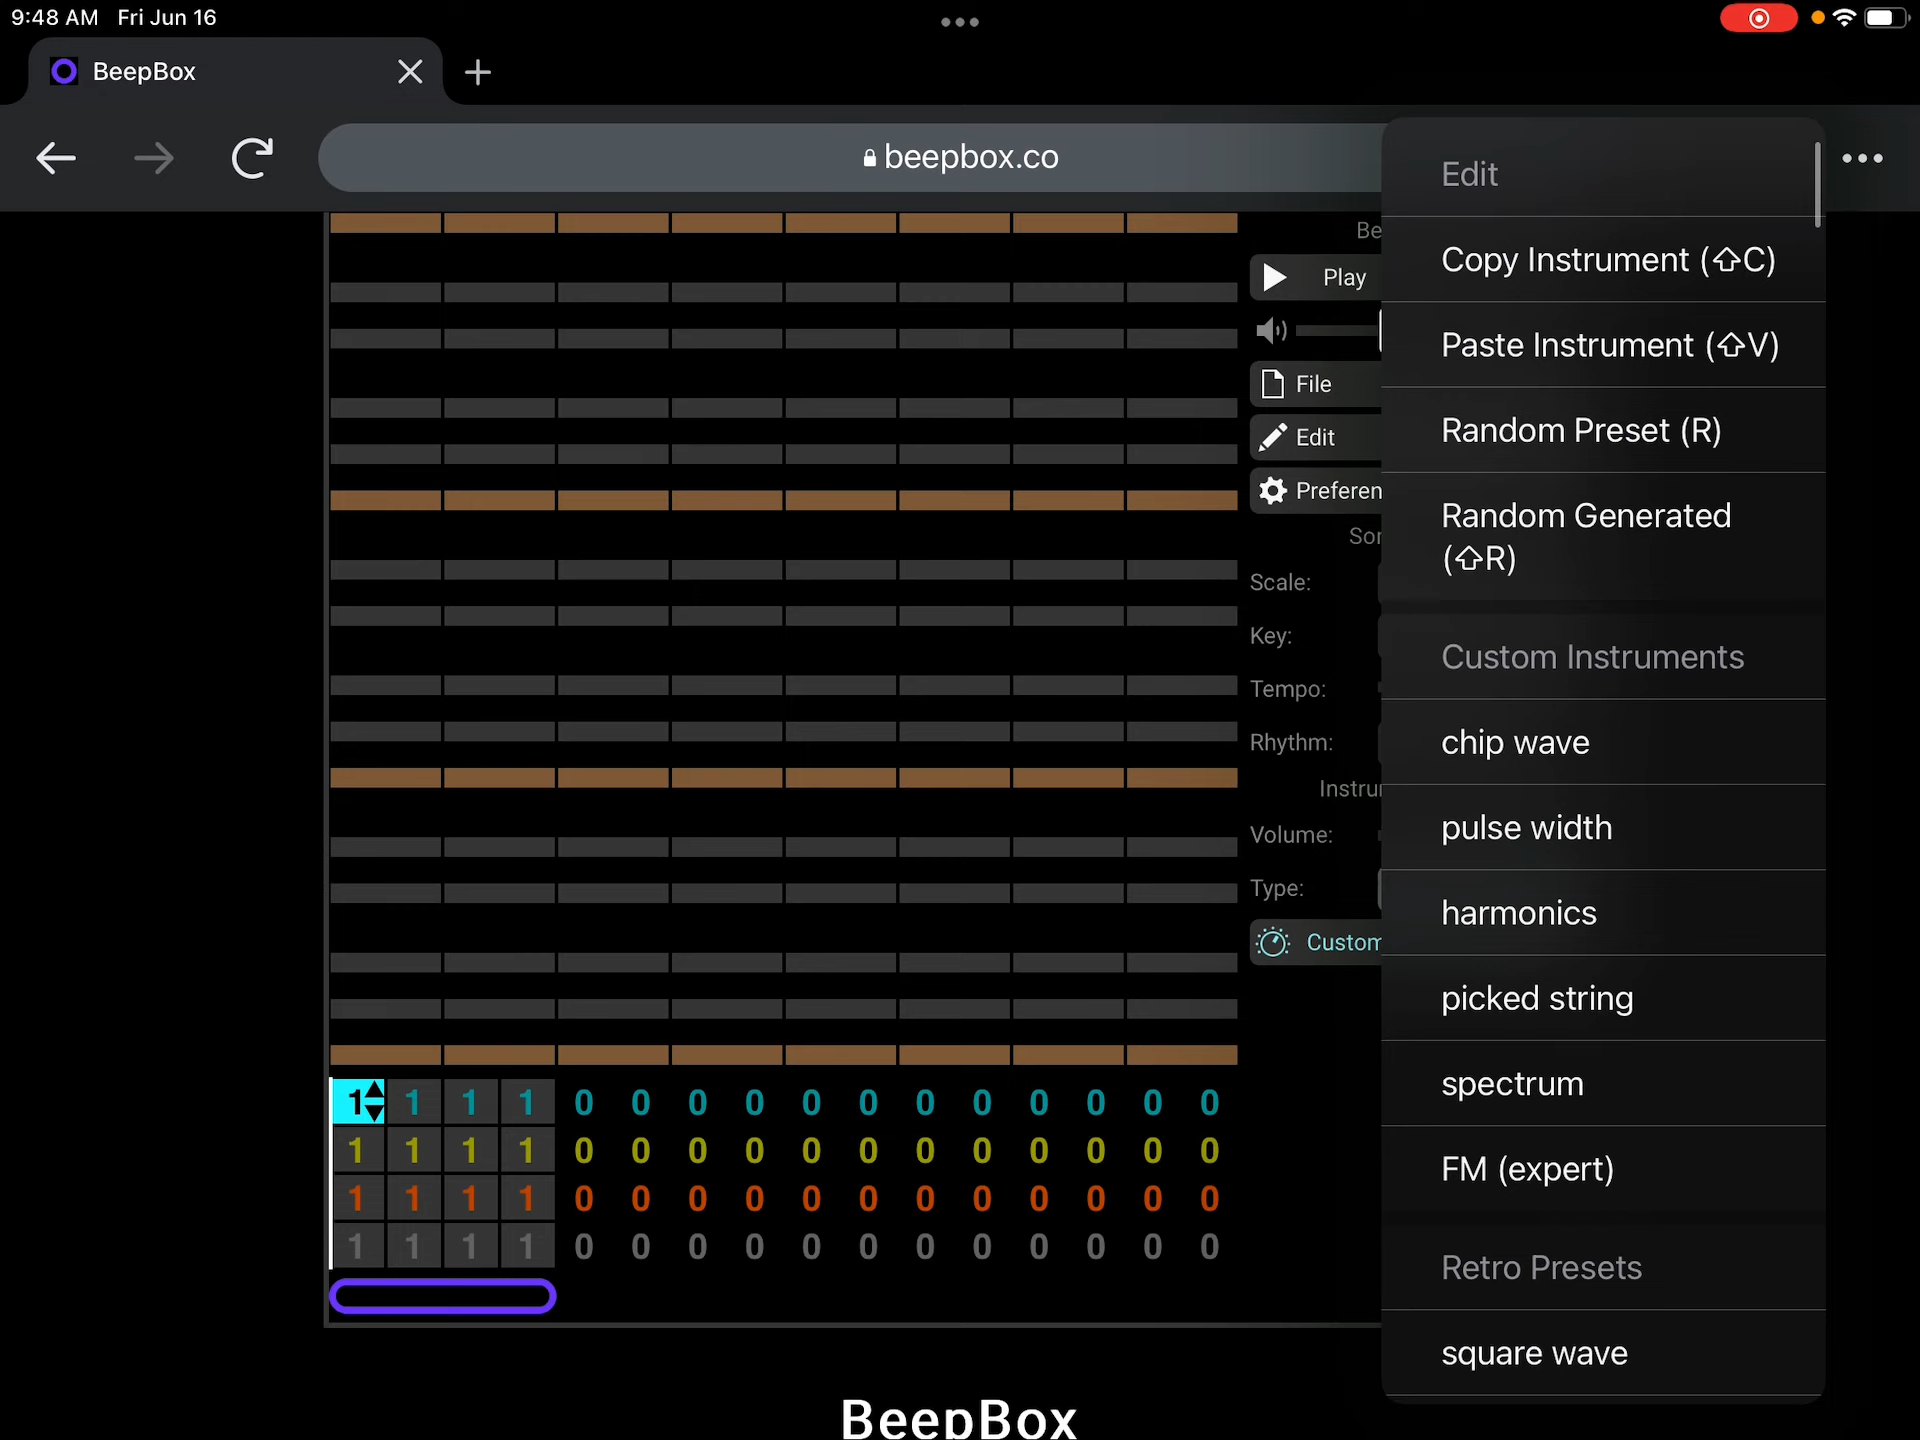 9:48 AM Fri Jun 16
BeepBox
beepbox.co
Be
Play
File
Edit
Preferen
Son
Scale:
Key:
Tempo:
Rhythm:
Instru
Volume:
Type:
Custom
Edit
Copy Instrument (⇧C)
Paste Instrument (⇧V)
Random Preset (R)
Random Generated
(⇧R)
Custom Instruments
chip wave
pulse width
harmonics
picked string
spectrum
FM (expert)
Retro Presets
square wave
1 1 1 1 0 0 0 0 0 0 0 0 0 0 0 0
1 1 1 1 0 0 0 0 0 0 0 0 0 0 0 0
1 1 1 1 0 0 0 0 0 0 0 0 0 0 0 0
1 1 1 1 0 0 0 0 0 0 0 0 0 0 0 0
BeepBox